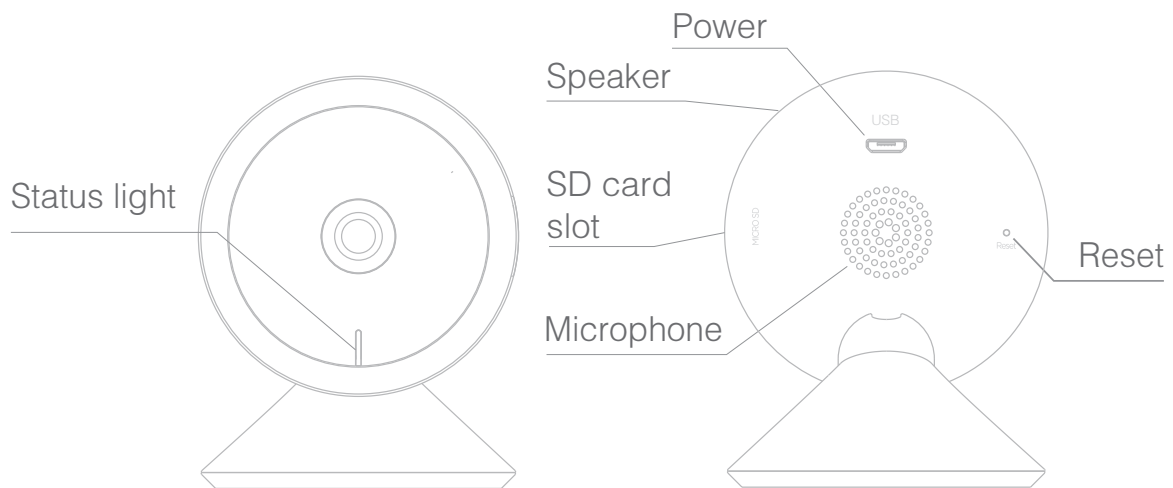 Power
Speaker
USB
Status light
SD card
slot
MICRO SD
Reset
Reset
Microphone